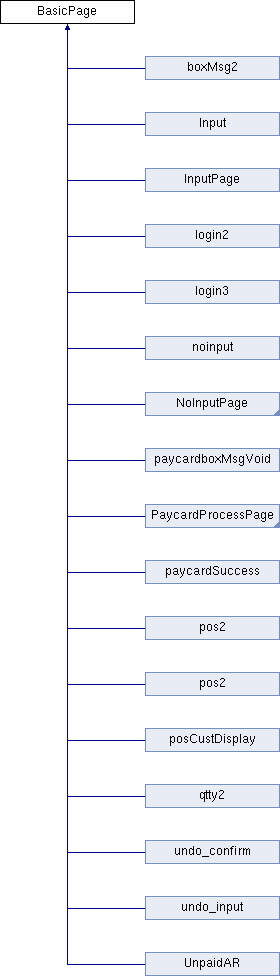 BasicPage
boxMsg2
Input
InputPage
login2
login3
noinput
NoInputPage
paycardboxMsgVoid
PaycardProcessPage
paycardSuccess
pos2
pos2
posCustDisplay
qtty2
undo_confirm
undo_input
UnpaidAR